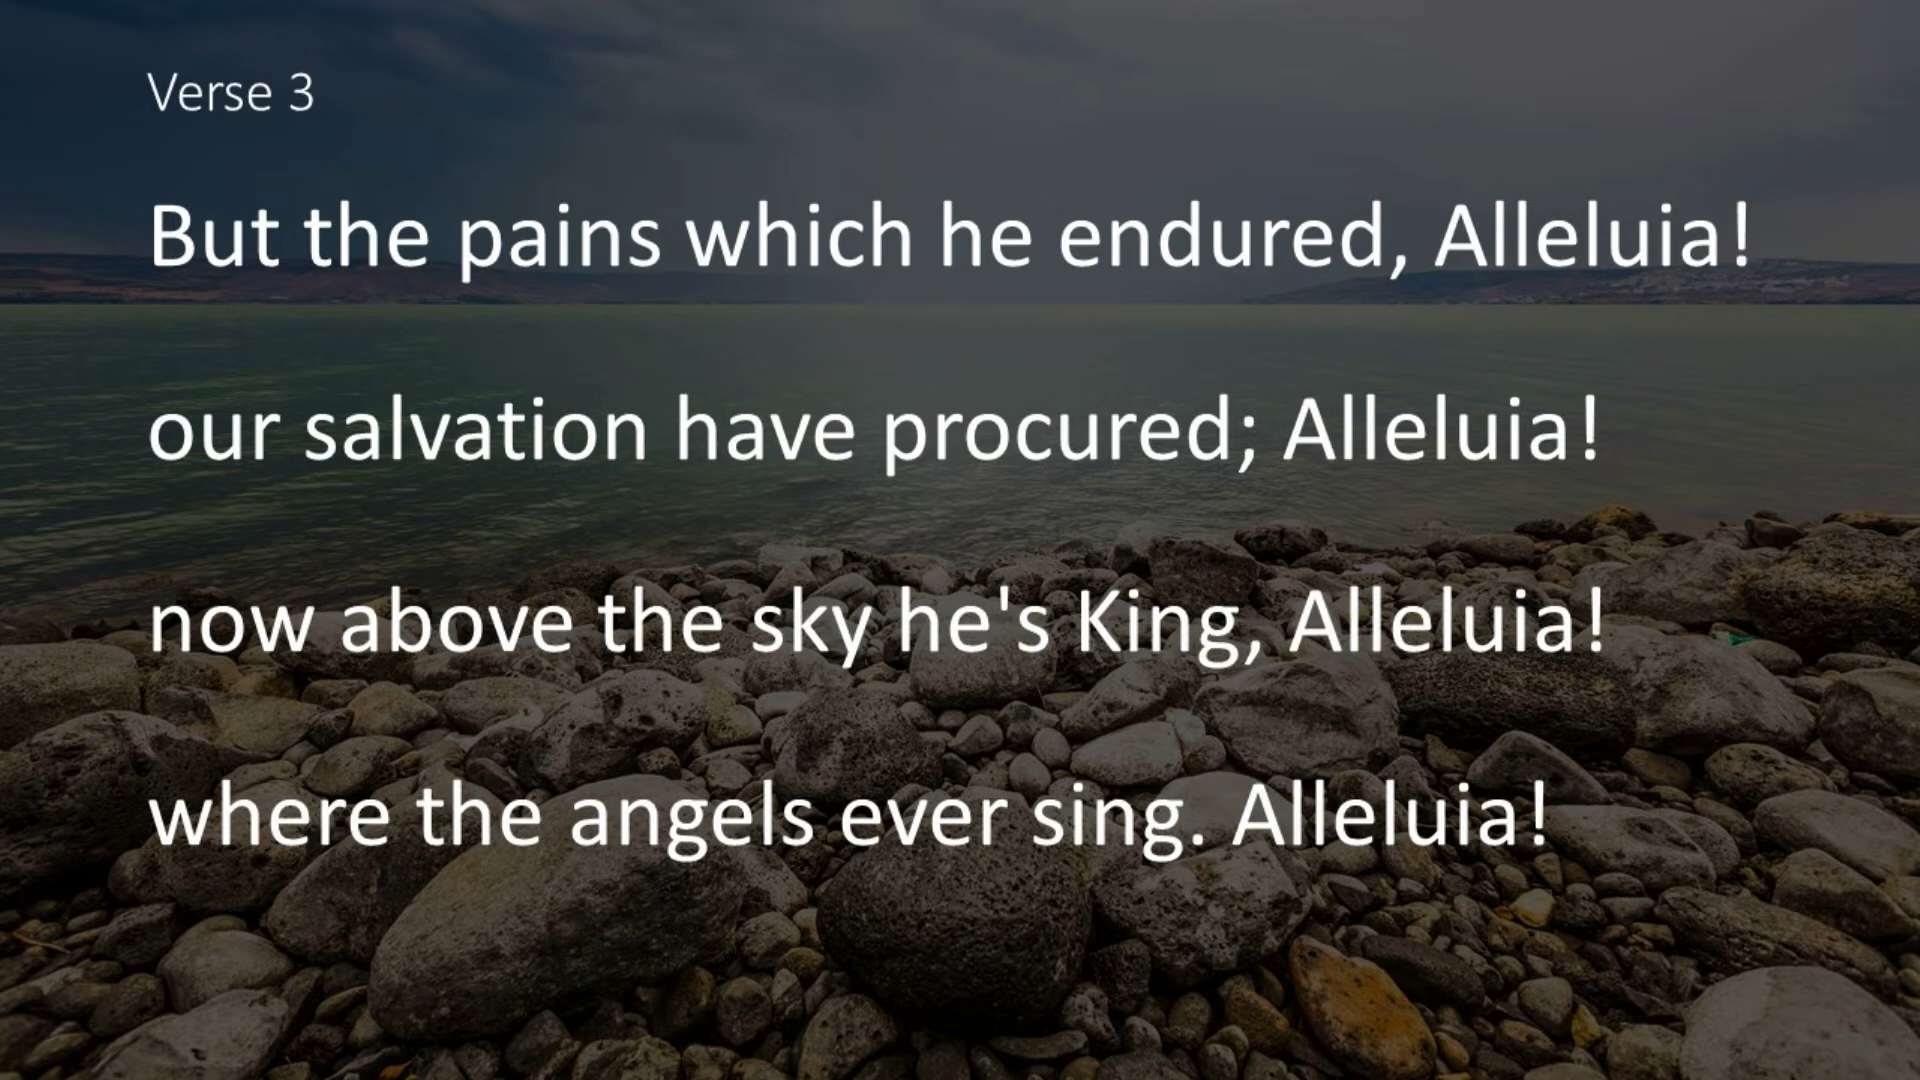 Verse 3
But the pains which he endured, Alleluia!
our salvation have procured; Alleluia!
now above the sky he's King, Alleluia!
where the angels ever sing. Alleluia!